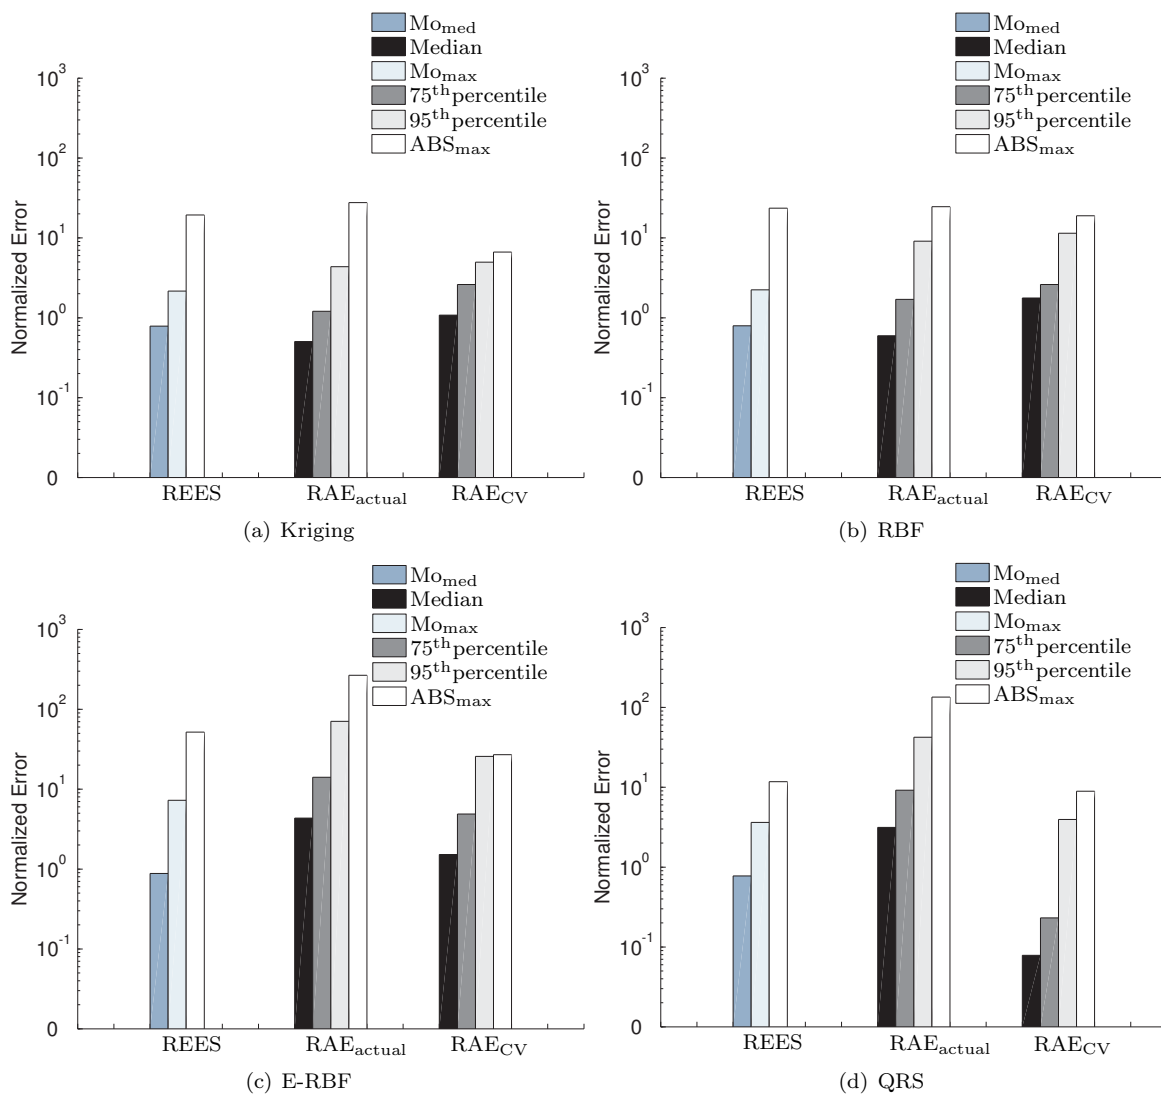 Mo_med
Median
Mo_max
75^th percentile
95^th percentile
ABS_max
10^3
10^2
10^1
10^0
10^-1
0
Normalized Error
REES RAE_actual RAE_CV
(a) Kriging
Mo_med
Median
Mo_max
75^th percentile
95^th percentile
ABS_max
10^3
10^2
10^1
10^0
10^-1
0
Normalized Error
REES RAE_actual RAE_CV
(b) RBF
Mo_med
Median
Mo_max
75^th percentile
95^th percentile
ABS_max
10^3
10^2
10^1
10^0
10^-1
0
Normalized Error
REES RAE_actual RAE_CV
(c) E-RBF
Mo_med
Median
Mo_max
75^th percentile
95^th percentile
ABS_max
10^3
10^2
10^1
10^0
10^-1
0
Normalized Error
REES RAE_actual RAE_CV
(d) QRS